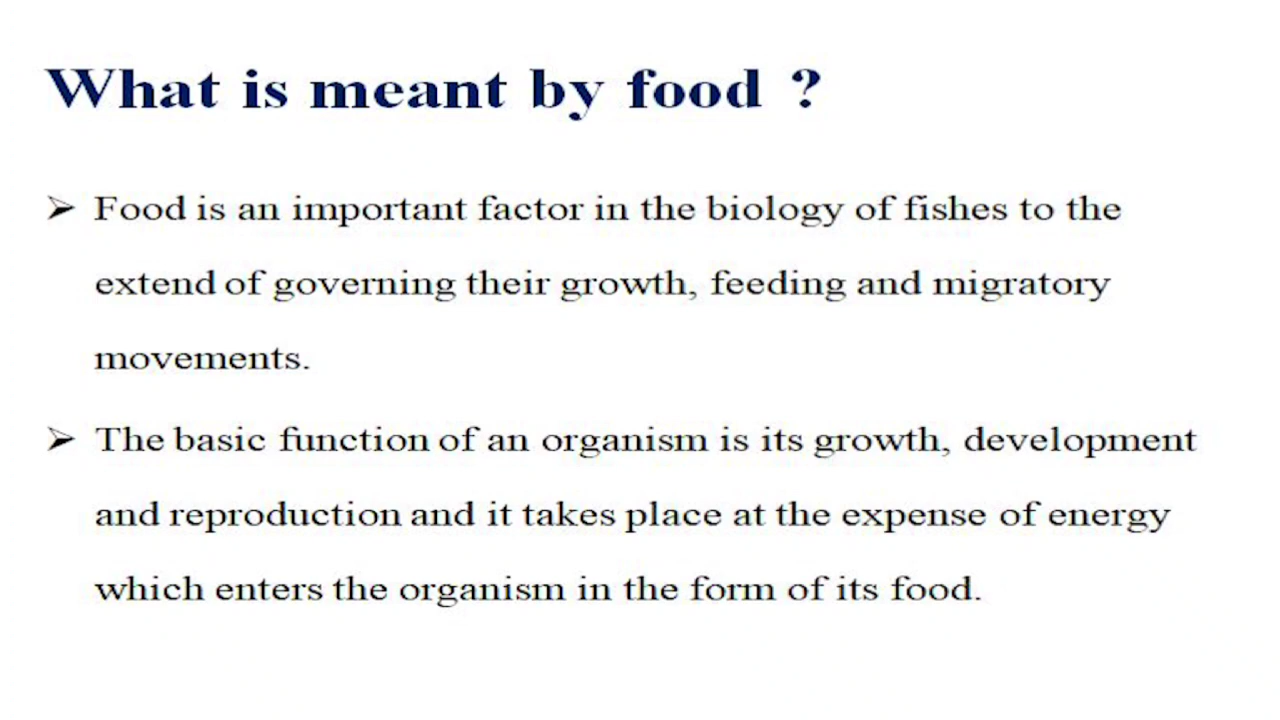 What is meant by food ?
➢ Food is an important factor in the biology of fishes to the
extend of governing their growth, feeding and migratory
movements.
➢ The basic function of an organism is its growth, development
and reproduction and it takes place at the expense of energy
which enters the organism in the form of its food.